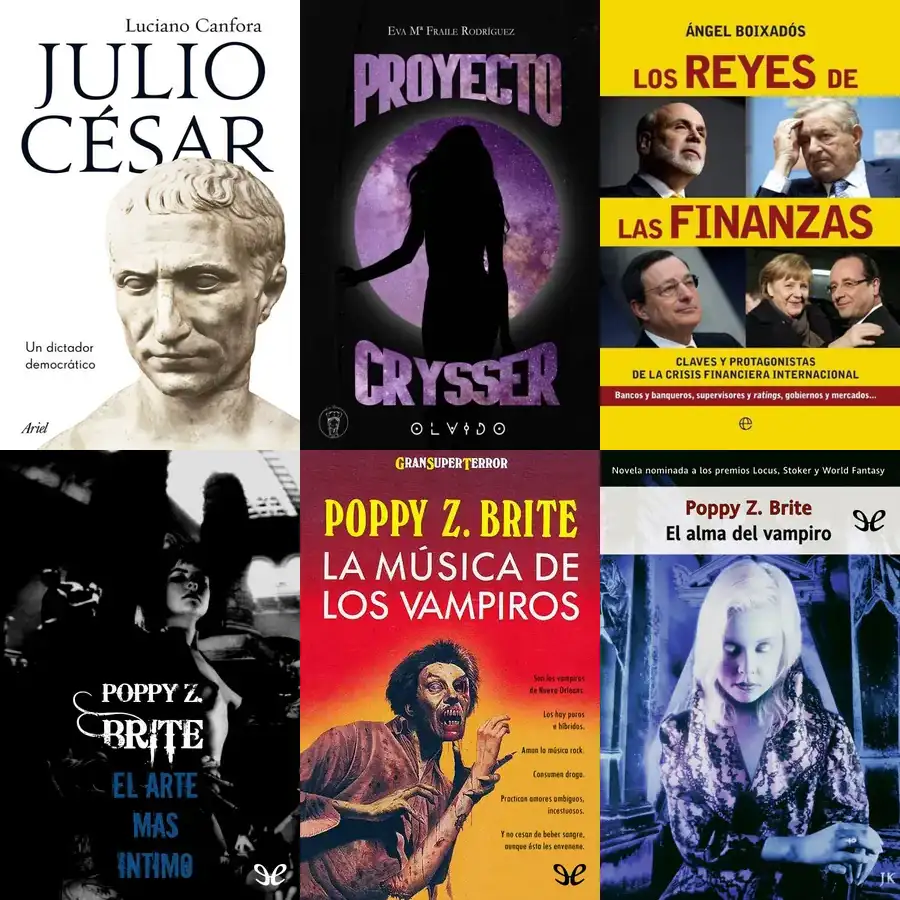 Luciano Canfora
JULIO
CÉSAR
Un dictador
democrático
Ariel
Eva Mª Fraile Rodríguez
PROYECTO
CRYSSER
OLVIDO
ÁNGEL BOIXADÓS
LOS REYES DE
LAS FINANZAS
CLAVES Y PROTAGONISTAS
DE LA CRISIS FINANCIERA INTERNACIONAL
Bancos y banqueros, supervisores y ratings, gobiernos y mercados...
e
POPPY Z.
BRITE
EL ARTE
MAS
INTIMO
GRANSUPERTERROR
POPPY Z. BRITE
LA MÚSICA DE
LOS VAMPIROS
Son los vampiros
de Nueva Orleans.
Los hay puros
e híbridos.
Aman la música rock.
Consumen droga.
Practican amores ambiguos,
incestuosos.
Y no cesan de beber sangre,
aunque ésta les envenene.
Novela nominada a los premios Locus, Stoker y World Fantasy
Poppy Z. Brite
El alma del vampiro
JK